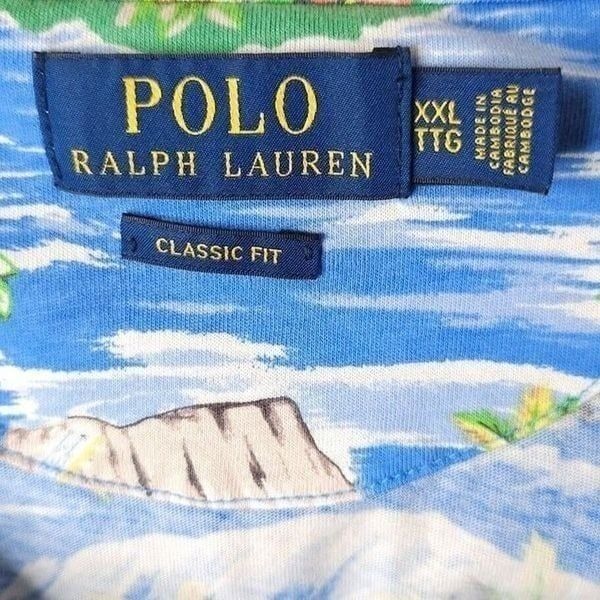 POLO
RALPH LAUREN
XXL
TTG
MADE IN
CAMBODIA
FABRIQUÉ AU
CAMBODGE
CLASSIC FIT